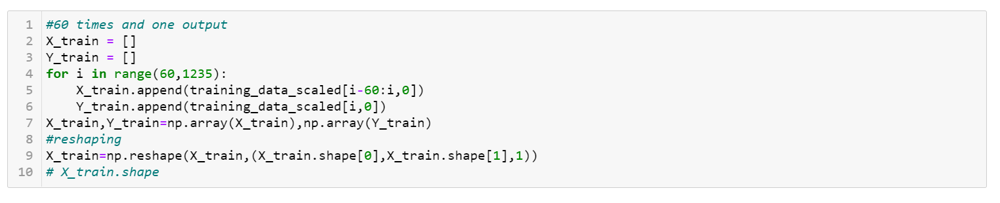 1 #60 times and one output
2 X_train = []
3 Y_train = []
4 for i in range(60,1235):
5     X_train.append(training_data_scaled[i-60:i,0])
6     Y_train.append(training_data_scaled[i,0])
7 X_train,Y_train=np.array(X_train),np.array(Y_train)
8 #reshaping
9 X_train=np.reshape(X_train,(X_train.shape[0],X_train.shape[1],1))
10 # X_train.shape